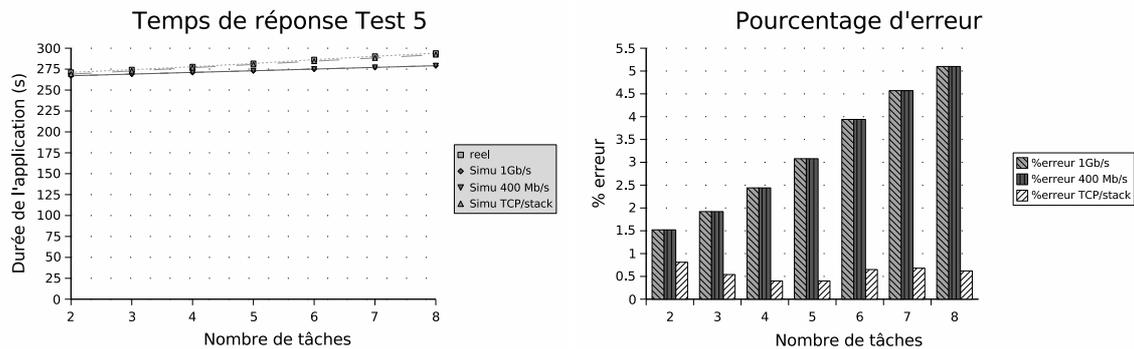 Temps de réponse Test 5
Durée de l'application (s)
300
275
250
225
200
175
150
125
100
75
50
25
0
2 3 4 5 6 7 8
Nombre de tâches
reel
Simu 1Gb/s
Simu 400 Mb/s
Simu TCP/stack
Pourcentage d'erreur
% erreur
5.5
5
4.5
4
3.5
3
2.5
2
1.5
1
0.5
0
2 3 4 5 6 7 8
Nombre de tâches
%erreur 1Gb/s
%erreur 400 Mb/s
%erreur TCP/stack